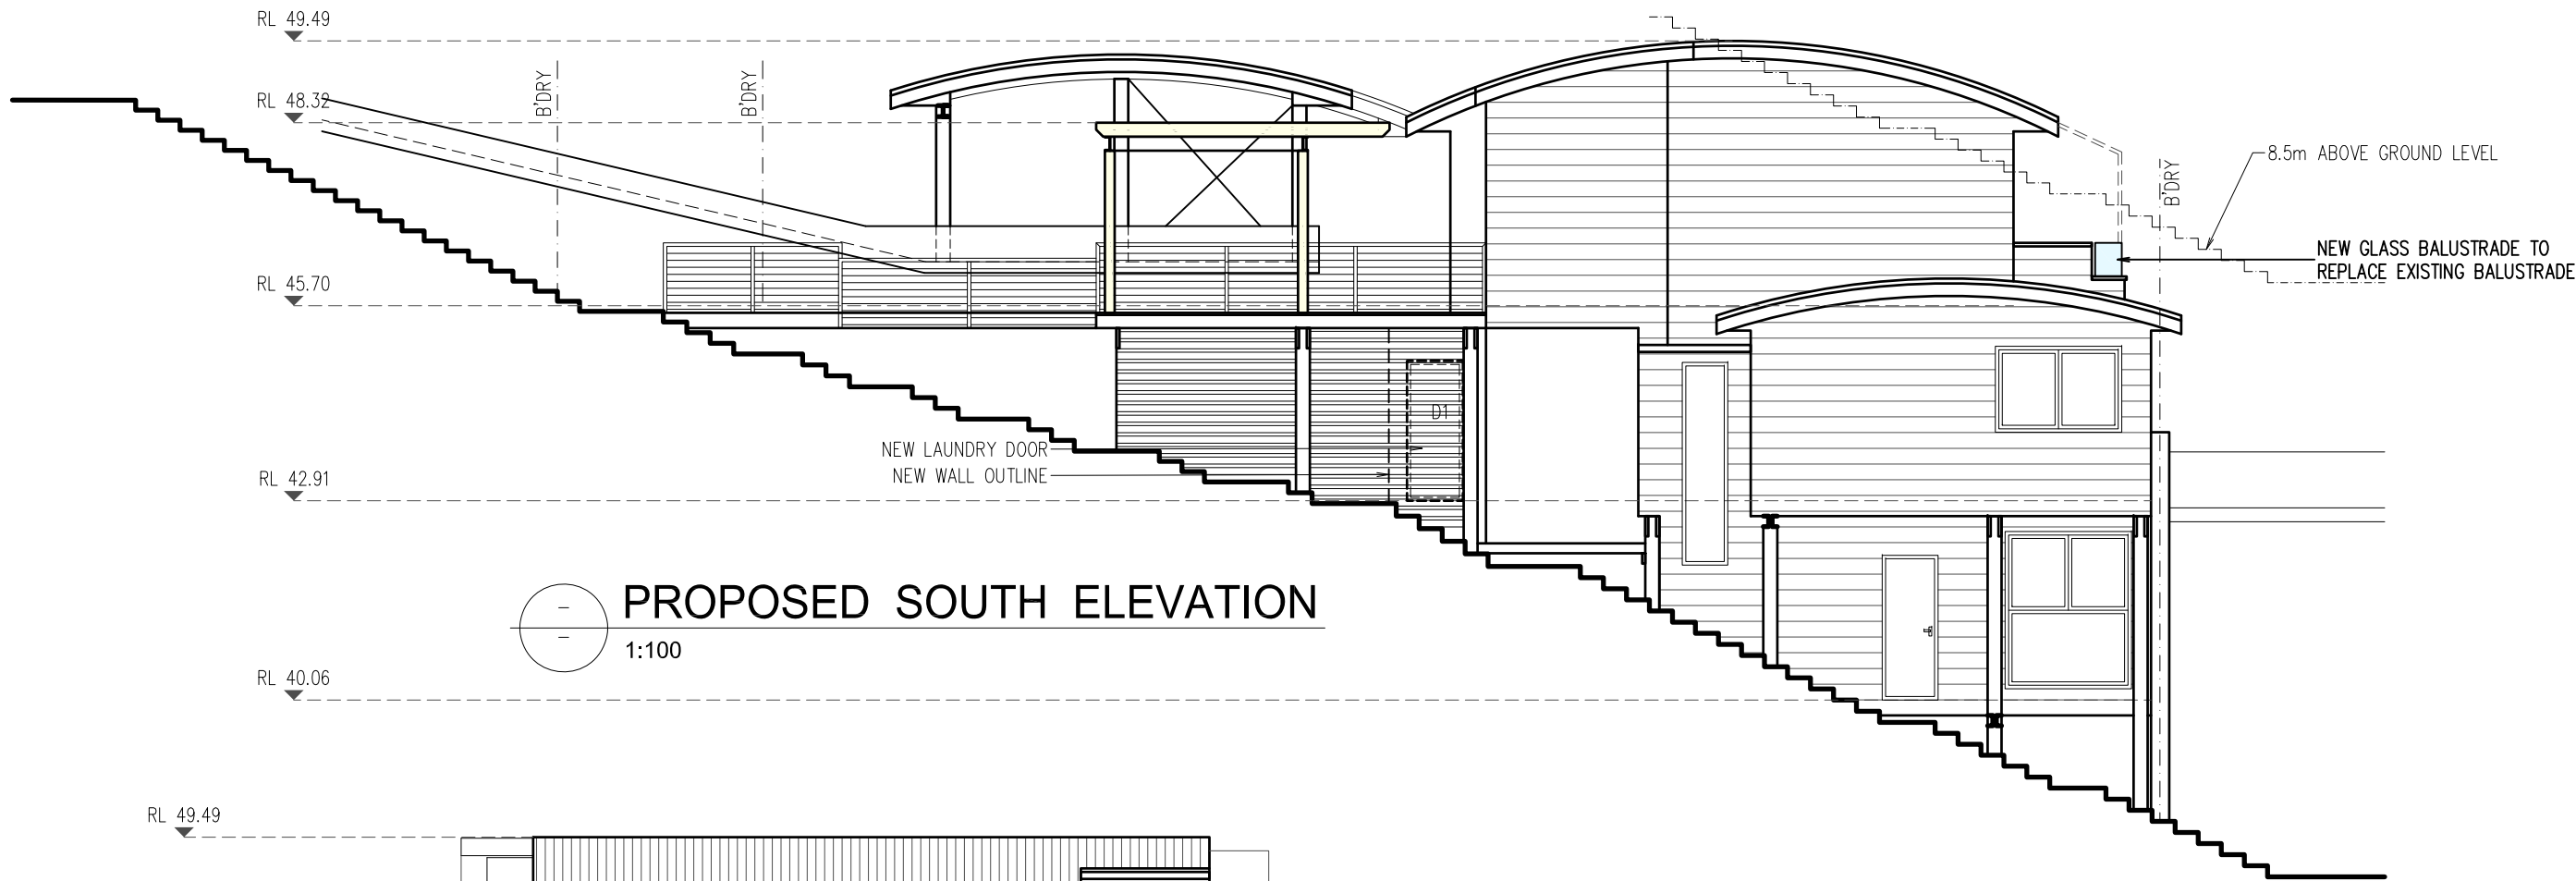 RL 49.49
B'DRY
B'DRY
RL 48.32
8.5m ABOVE GROUND LEVEL
B'DRY
NEW GLASS BALUSTRADE TO
REPLACE EXISTING BALUSTRADE
RL 45.70
D1
NEW LAUNDRY DOOR
NEW WALL OUTLINE
RL 42.91
PROPOSED SOUTH ELEVATION
1:100
RL 40.06
RL 49.49